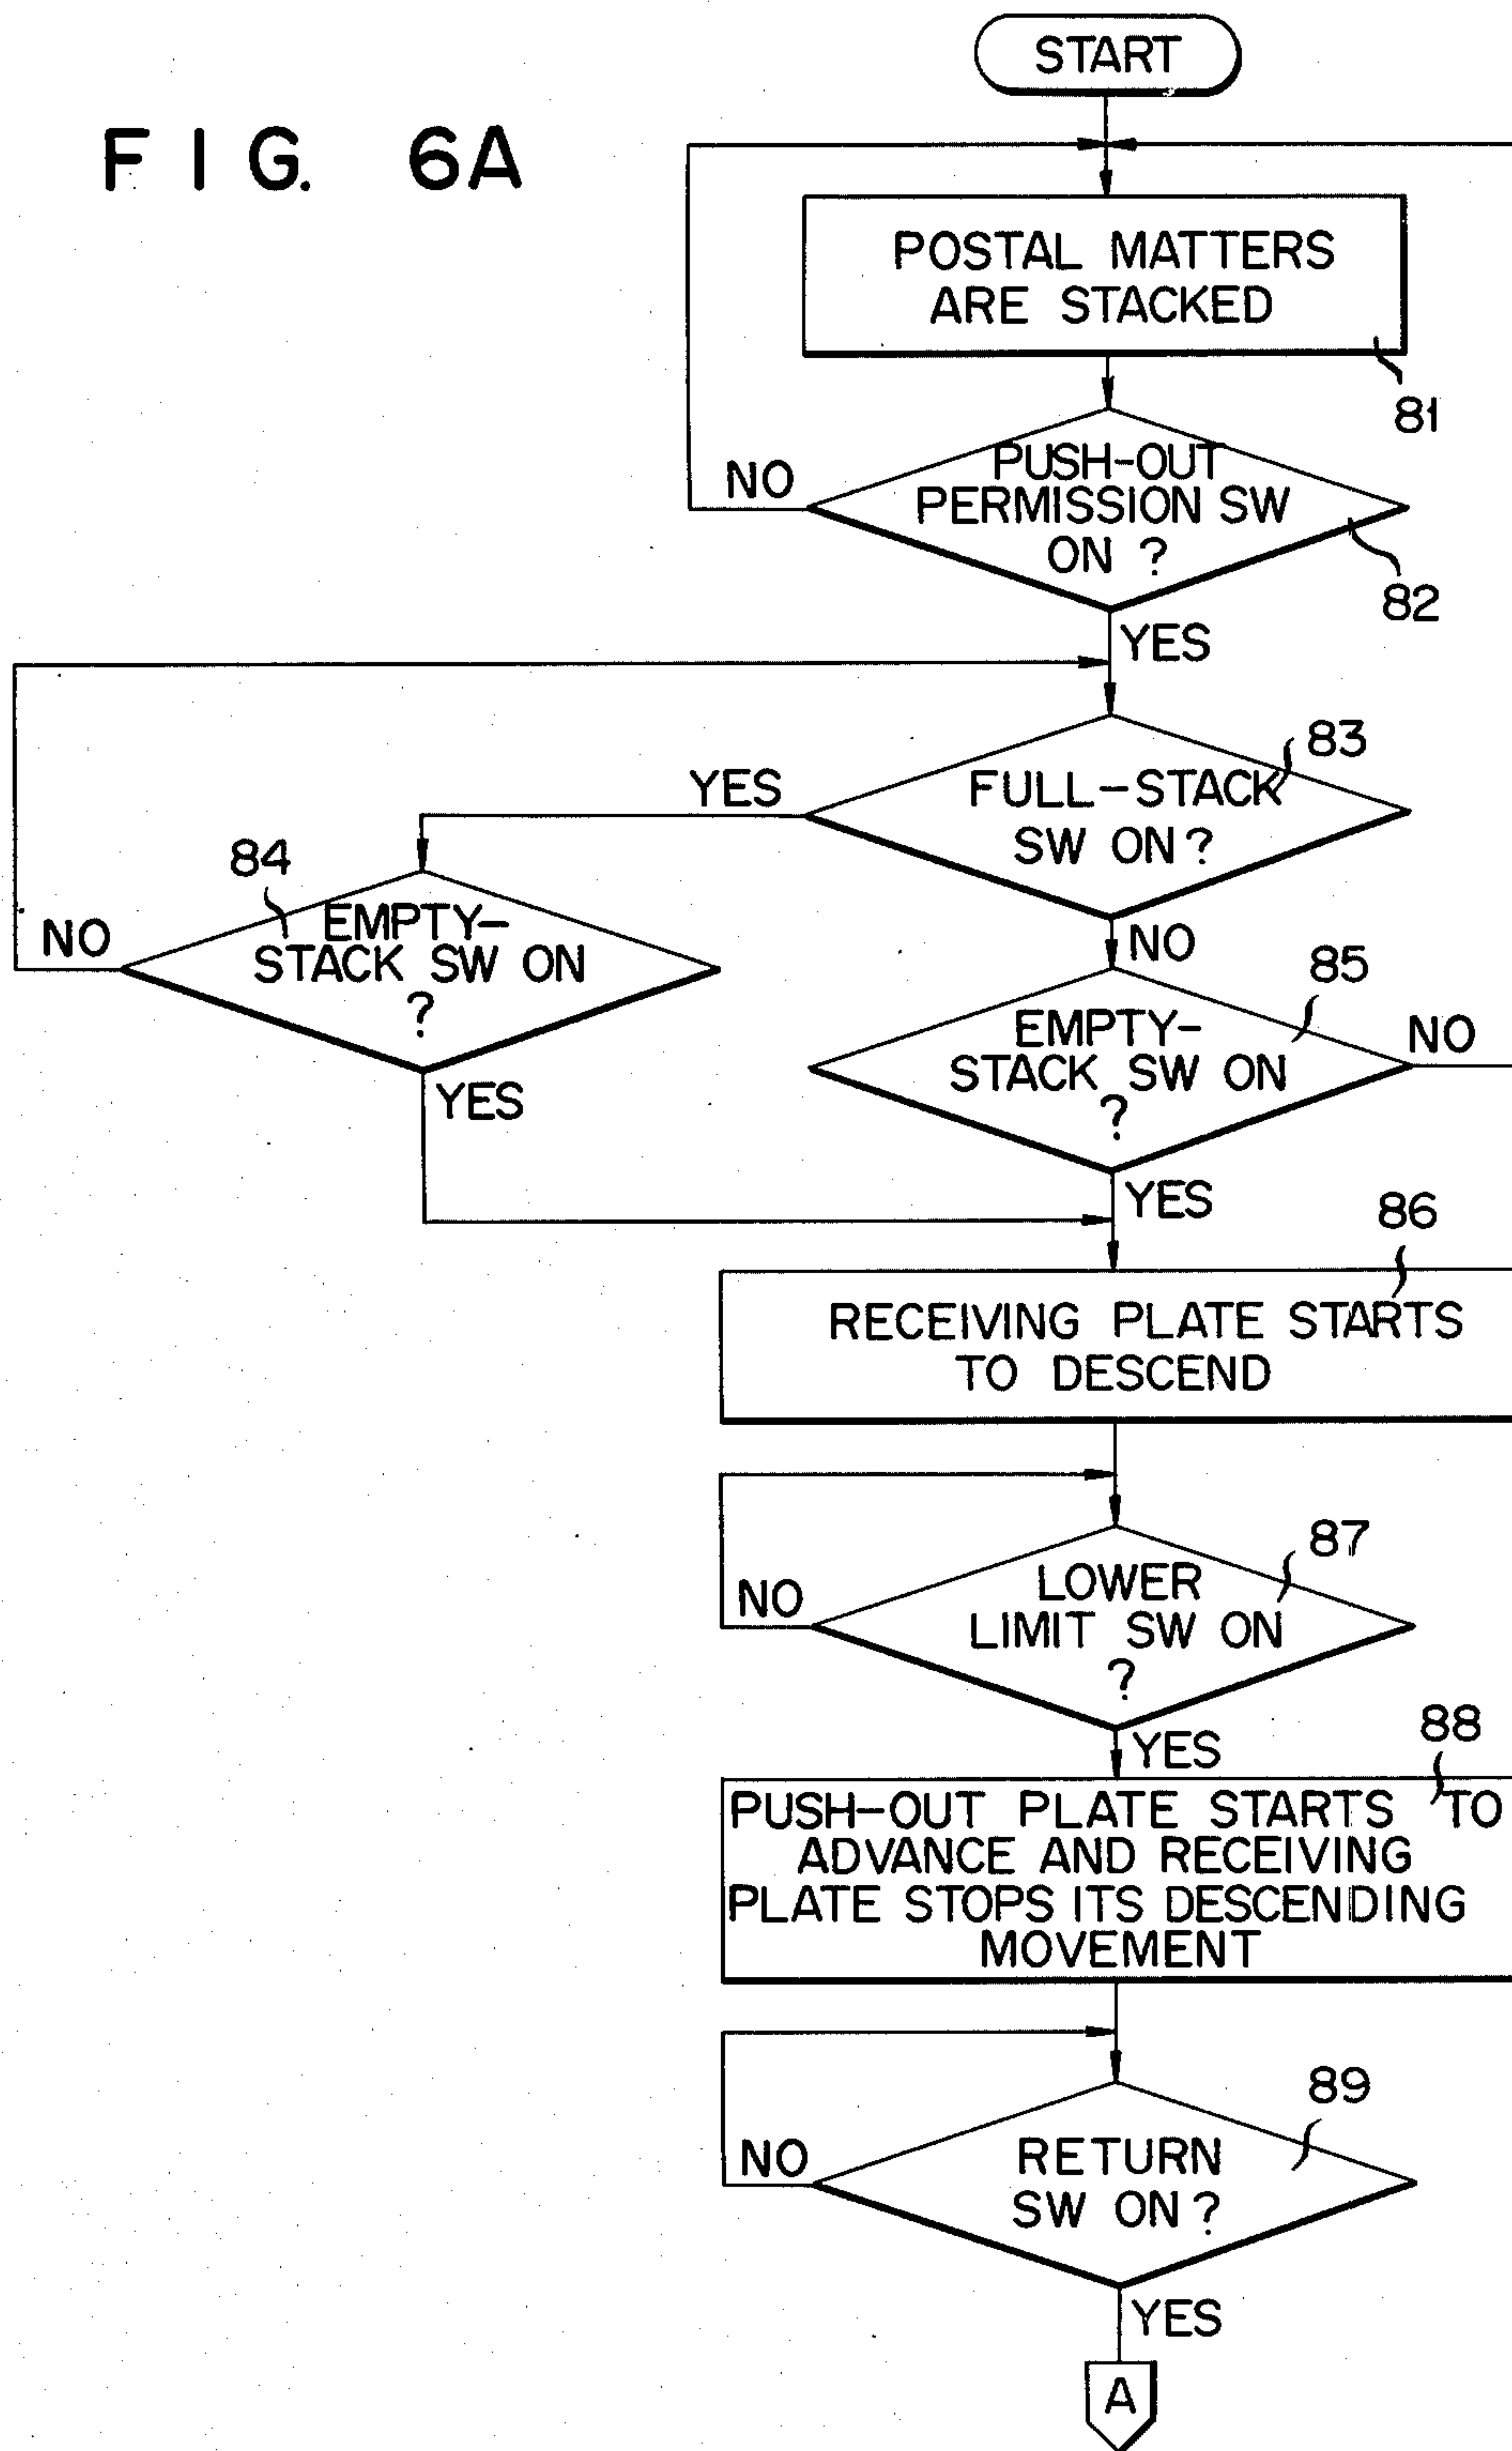 START
FIG. 6A
POSTAL MATTERS
ARE STACKED
81
PUSH-OUT
PERMISSION SW
ON ?
NO
82
YES
83
FULL-STACK
SW ON?
YES
84
EMPTY-
STACK SW ON
?
NO
NO
85
EMPTY-
STACK SW ON
?
NO
YES
YES
86
RECEIVING PLATE STARTS
TO DESCEND
87
LOWER
LIMIT SW ON
?
NO
YES
88
PUSH-OUT PLATE STARTS TO
ADVANCE AND RECEIVING
PLATE STOPS ITS DESCENDING
MOVEMENT
89
RETURN
SW ON?
NO
YES
A